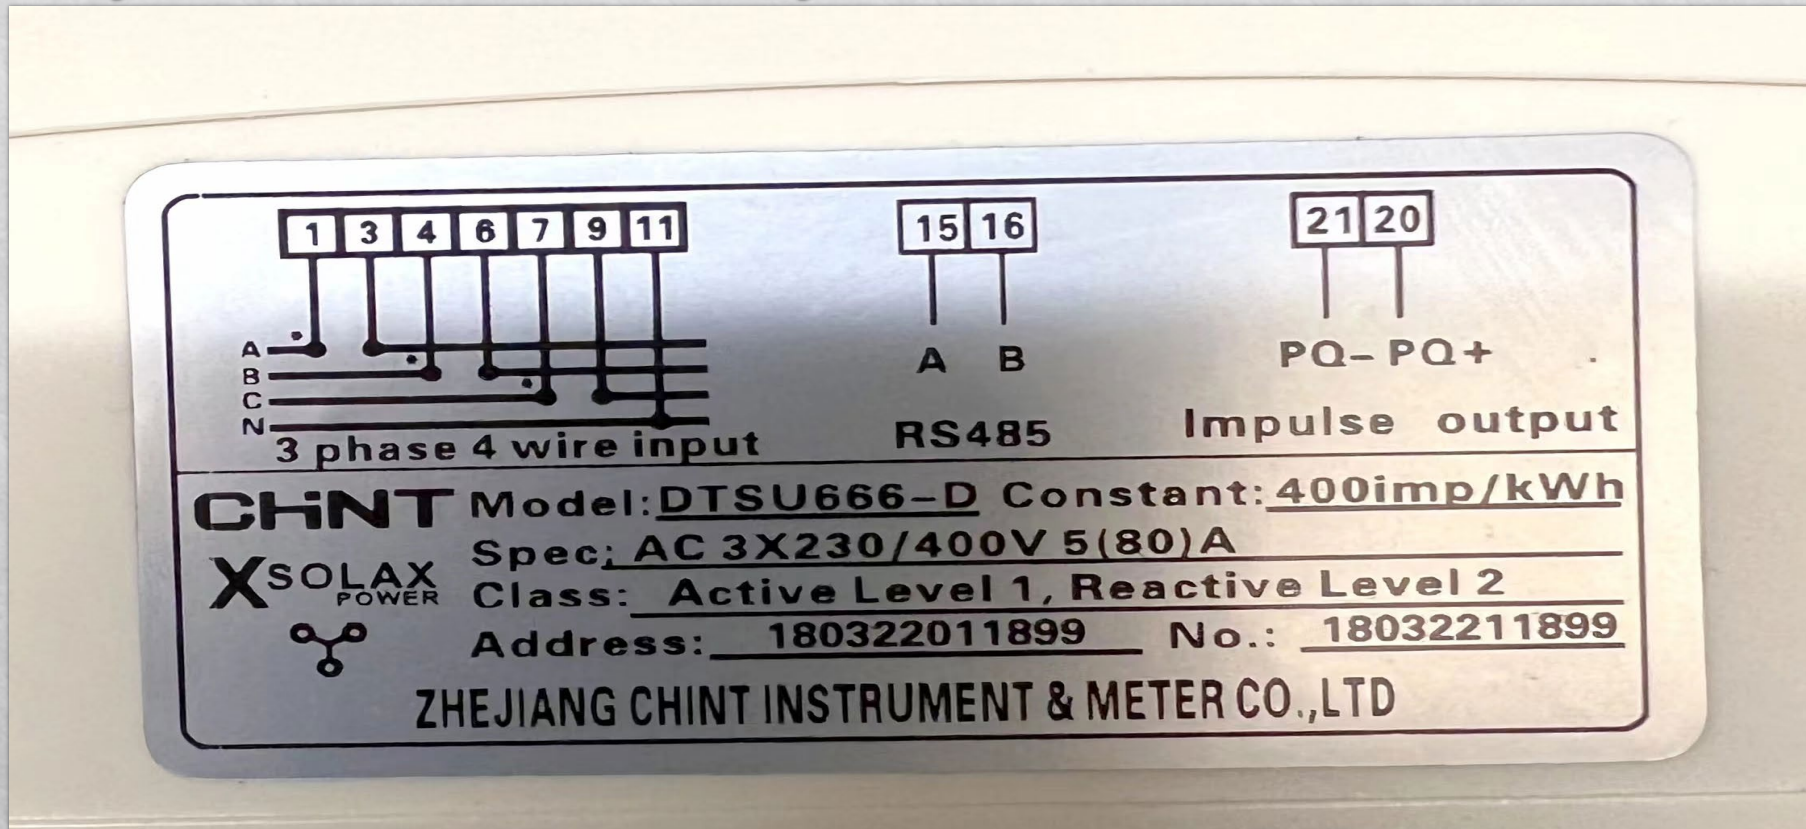 1 3 4 6 7 9 11
15 16
21 20
A
B
C
N
3 phase 4 wire input
A B
RS485
PQ- PQ+
Impulse output
CHiNT
Model: DTSU666-D Constant: 400imp/kWh
Spec: AC 3X230/400V 5(80)A
X SOLAX
POWER
Class: Active Level 1, Reactive Level 2
Address: 180322011899 No.: 18032211899
ZHEJIANG CHINT INSTRUMENT & METER CO.,LTD